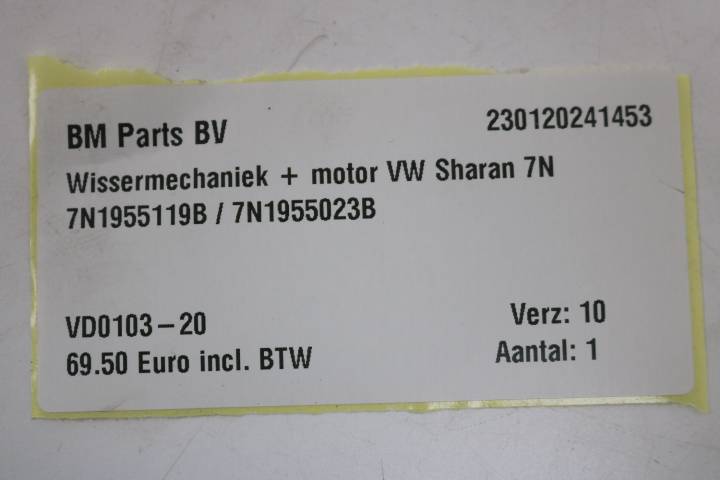 BM Parts BV 230120241453
Wissermechaniek + motor VW Sharan 7N
7N1955119B / 7N1955023B
VD0103-20 Verz: 10
69.50 Euro incl. BTW Aantal: 1